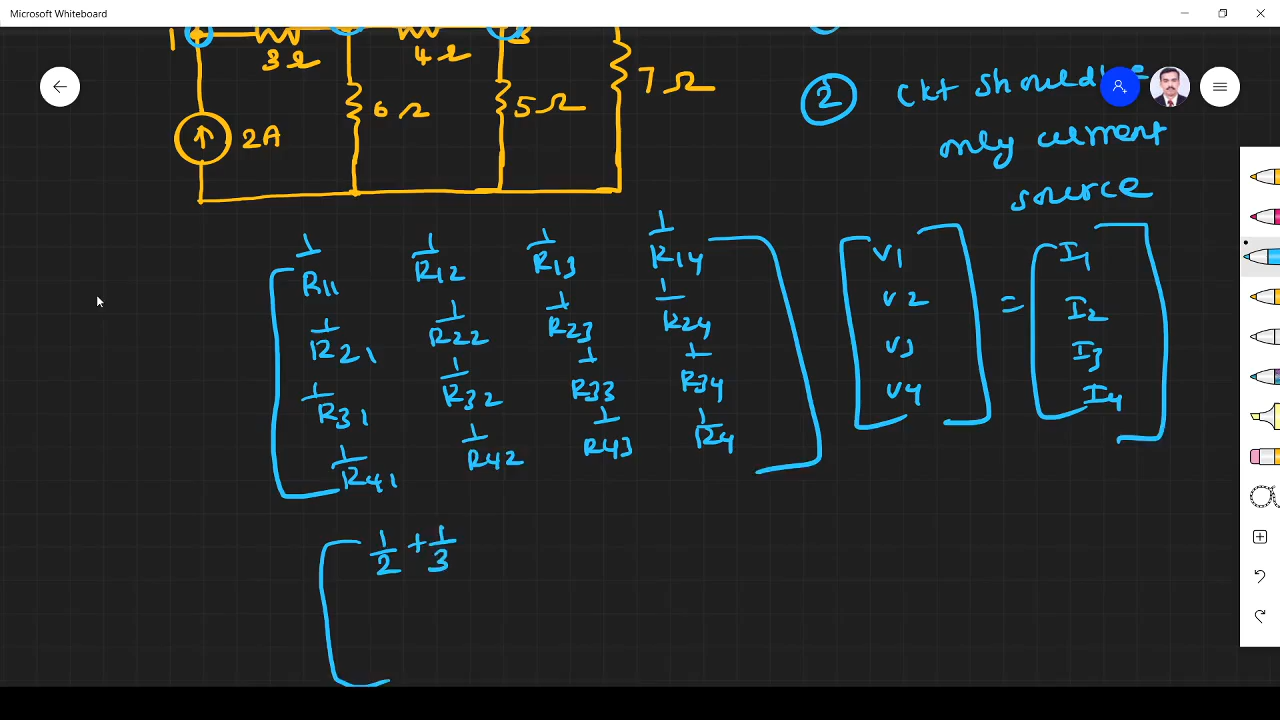 Microsoft Whiteboard
1 3Ω 4Ω 3
2A 6Ω 5Ω 7Ω
2 ckt should
only current
source
1/R11 1/R12 1/R13 1/R14 V1 = I1
1/R21 1/R22 1/R23 1/R24 V2 I2
1/R31 1/R32 1/R33 1/R34 V3 I3
1/R41 1/R42 1/R43 1/R4 V4 I4
1/2 + 1/3